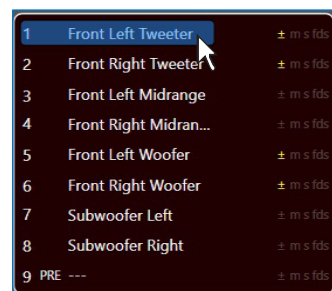 1 Front Left Tweeter ± m s fds
2 Front Right Tweeter ± m s fds
3 Front Left Midrange ± m s fds
4 Front Right Midran... ± m s fds
5 Front Left Woofer ± m s fds
6 Front Right Woofer ± m s fds
7 Subwoofer Left ± m s fds
8 Subwoofer Right ± m s fds
9 PRE --- ± m s fds